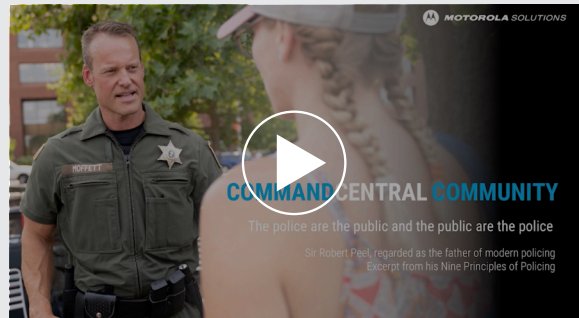 MOTOROLA SOLUTIONS
MOFFETT
COMMANDCENTRAL COMMUNITY
The police are the public and the public are the police
Sir Robert Peel, regarded as the father of modern policing
Excerpt from his Nine Principles of Policing